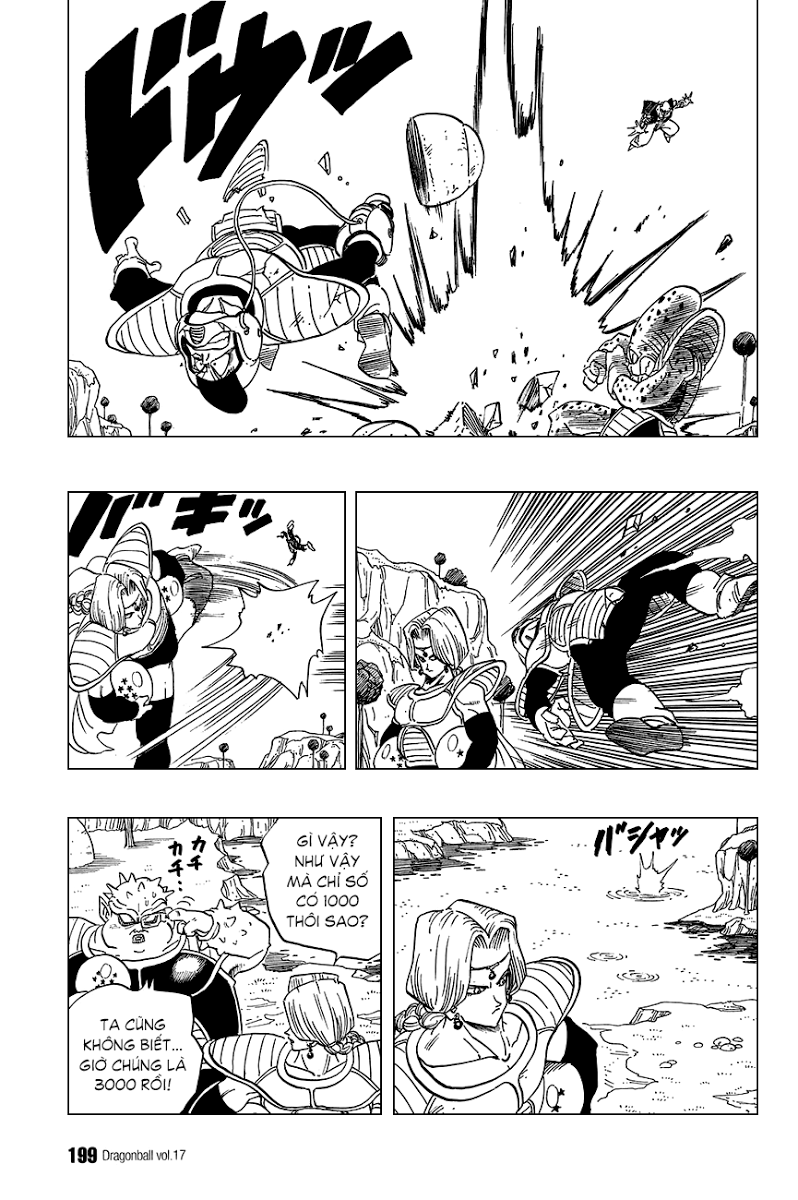 ドウッ
バキッ
GÌ VẬY?
NHƯ VẬY
MÀ CHỈ SỐ
CÓ 1000
THÔI SAO?
カチ
カチ…
TA CŨNG
KHÔNG BIẾT...
GIỜ CHÚNG LÀ
3000 RỒI!
バシャッ
199 Dragonball vol.17